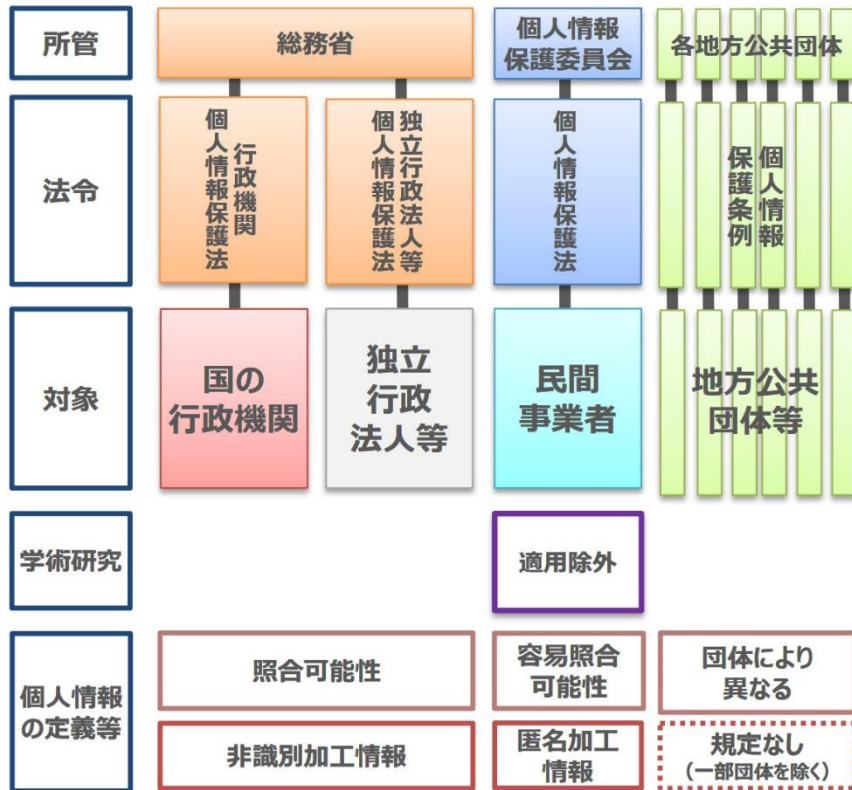 所管
総務省
個人情報
保護委員会
各地方公共団体
法令
行政機関
個人情報保護法
独立行政法人等
個人情報保護法
個人情報保護法
個人情報
保護条例
対象
国の
行政機関
独立
行政
法人等
民間
事業者
地方公共
団体等
学術研究
適用除外
個人情報
の定義等
照合可能性
容易照合
可能性
団体により
異なる
非識別加工情報
匿名加工
情報
規定なし
(一部団体を除く)